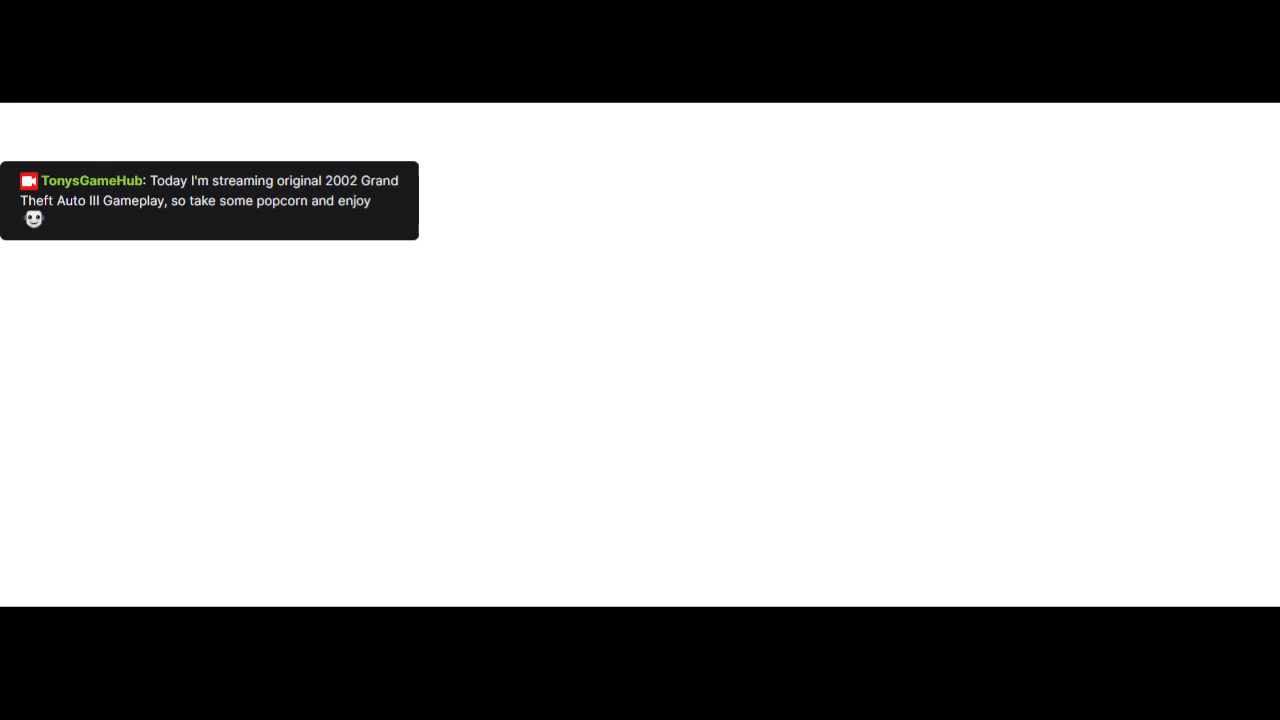 TonysGameHub: Today I'm streaming original 2002 Grand
Theft Auto III Gameplay, so take some popcorn and enjoy